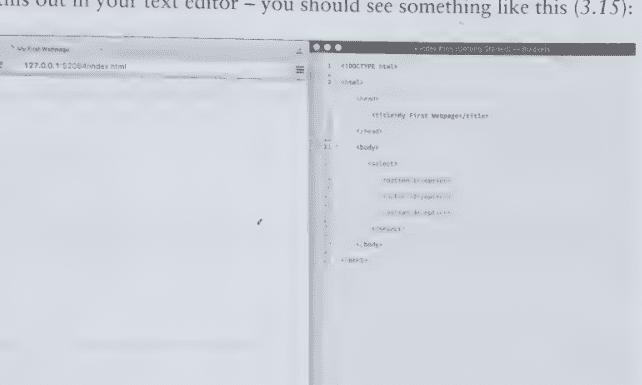 this out in your text editor – you should see something like this (3.15):
My First Webpage
127.0.0.1:52084/index.html
<!DOCTYPE html>
<html>
<head>
<title>My First Webpage</title>
</head>
<body>
<select>
</select>
</body>
</html>